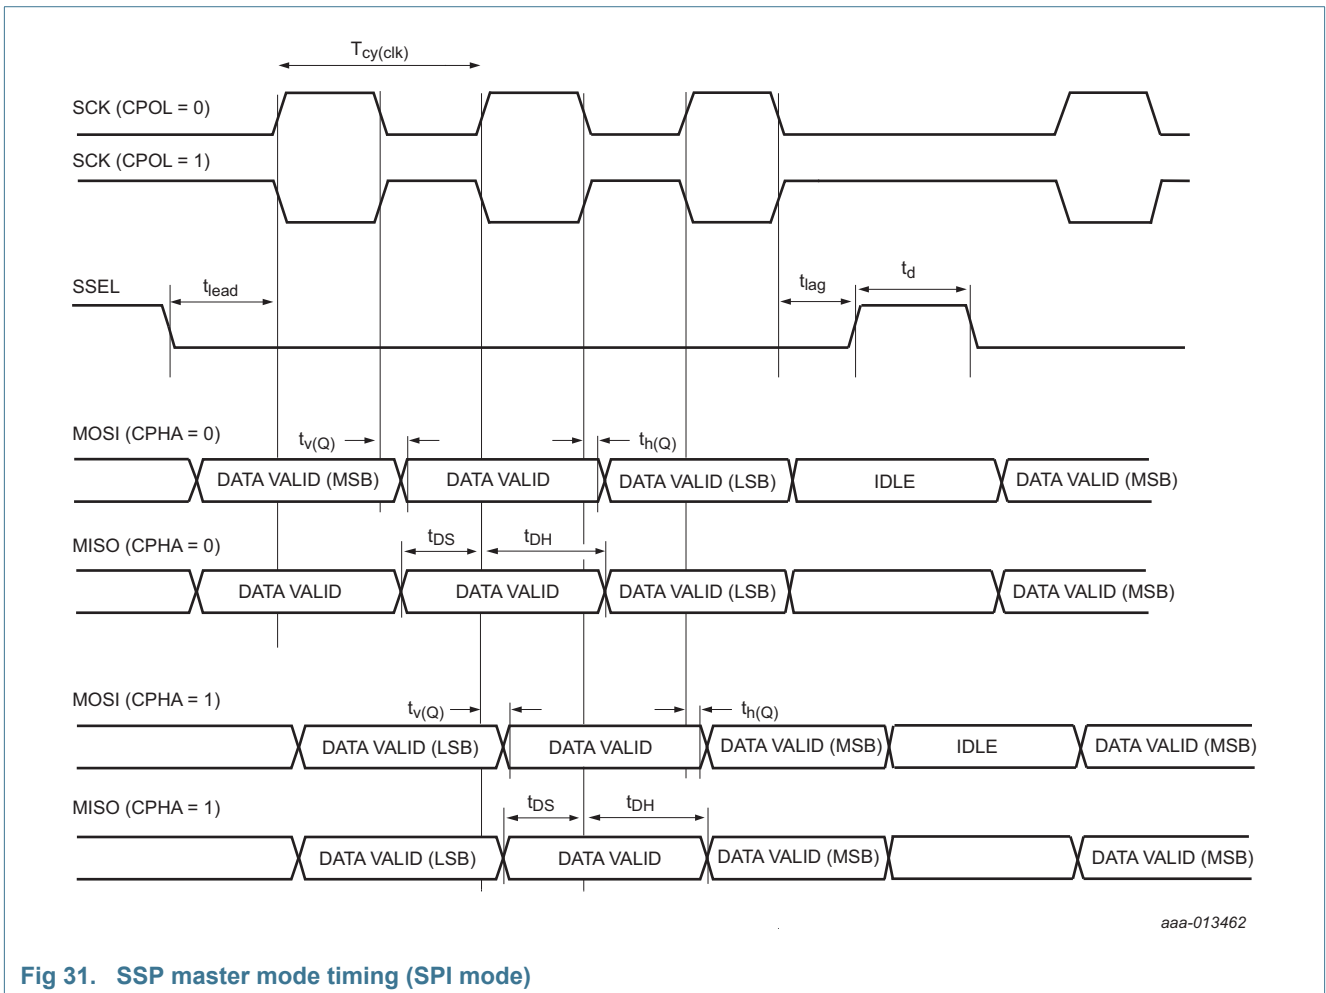 Tcy(clk)
SCK (CPOL = 0)
SCK (CPOL = 1)
SSEL
tlead
tlag
td
MOSI (CPHA = 0)
tv(Q)
th(Q)
DATA VALID (MSB)
DATA VALID
DATA VALID (LSB)
IDLE
DATA VALID (MSB)
MISO (CPHA = 0)
tDS
tDH
DATA VALID
DATA VALID
DATA VALID (LSB)
DATA VALID (MSB)
MOSI (CPHA = 1)
tv(Q)
th(Q)
DATA VALID (LSB)
DATA VALID
DATA VALID (MSB)
IDLE
DATA VALID (MSB)
MISO (CPHA = 1)
tDS
tDH
DATA VALID (LSB)
DATA VALID
DATA VALID (MSB)
DATA VALID (MSB)
aaa-013462
Fig 31. SSP master mode timing (SPI mode)